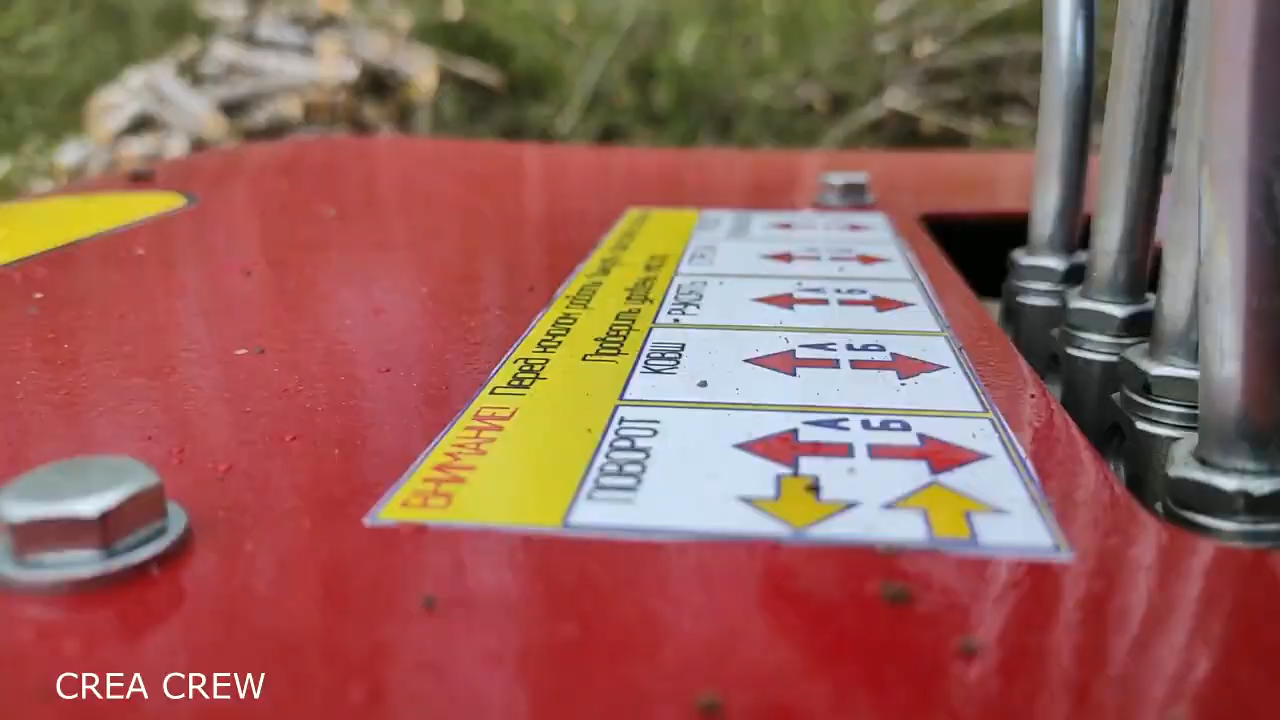 ВНИМАНИЕ! Перед началом работы
Проверить уровень масла
РУКОЯТЬ
А Б
КОВШ
А Б
ПОВОРОТ
А Б
CREA CREW